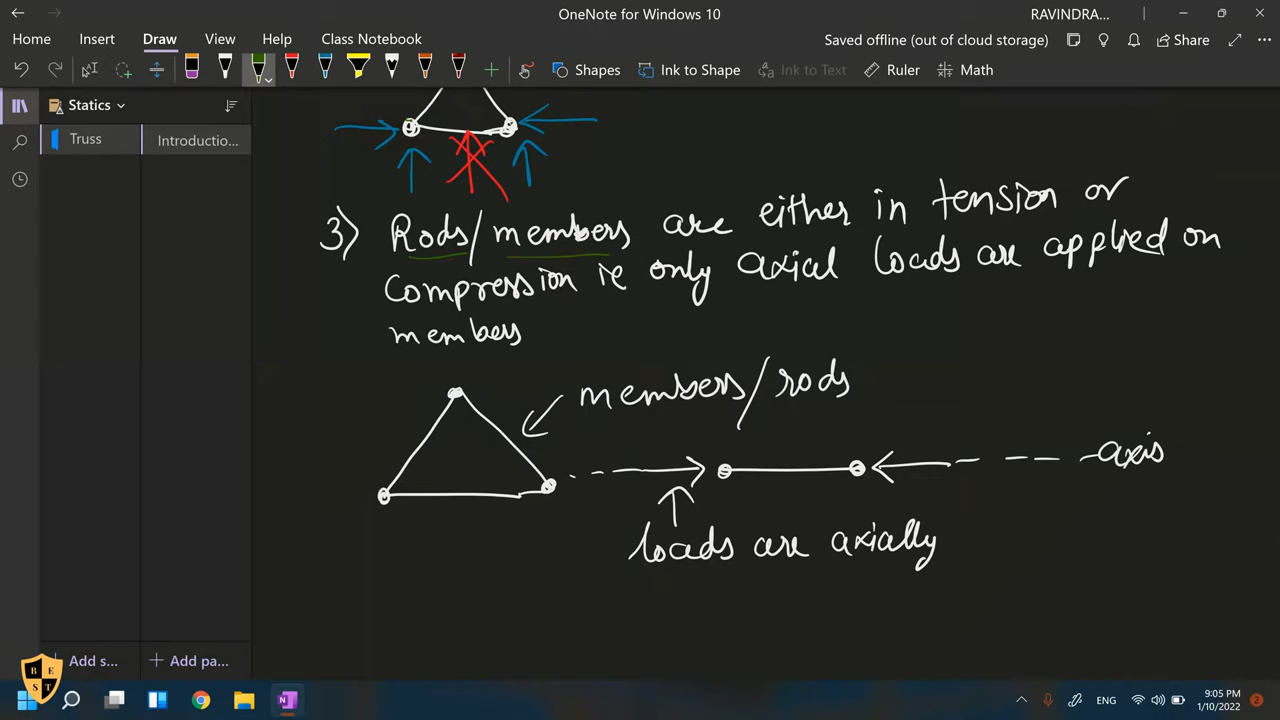 OneNote for Windows 10
RAVINDRA...
Home Insert Draw View Help Class Notebook
Saved offline (out of cloud storage)
Share
Shapes
Ink to Shape
Ink to Text
Ruler
Math
Statics
Truss
Introductio...
3) Rods/members are either in tension or
Compression ie only axial loads are applied on
members
members/rods
axis
loads are axially
Add s...
Add pa...
BEST
ENG
9:05 PM
1/10/2022
2